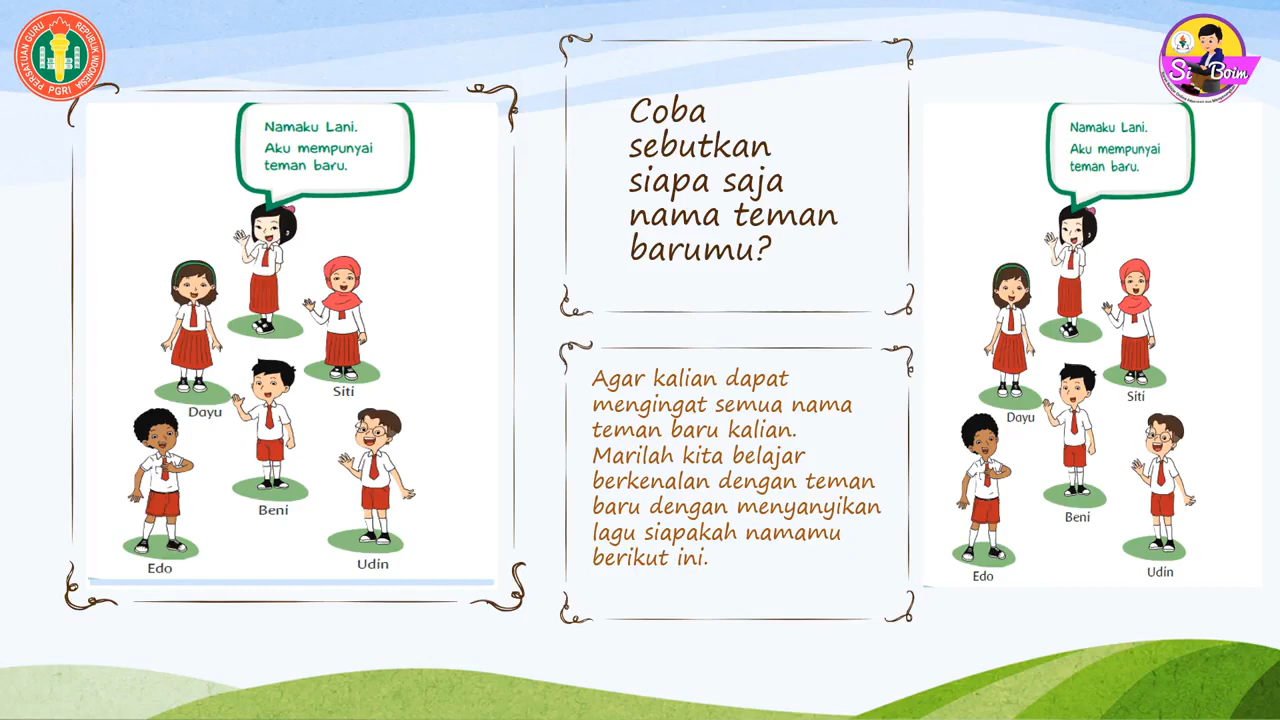 PERSATUAN GURU REPUBLIK INDONESIA
PGRI
Si Boim
Namaku Lani.
Aku mempunyai
teman baru.
Dayu
Siti
Beni
Edo
Udin
Coba
sebutkan
siapa saja
nama teman
barumu?
Agar kalian dapat
mengingat semua nama
teman baru kalian.
Marilah kita belajar
berkenalan dengan teman
baru dengan menyanyikan
lagu siapakah namamu
berikut ini.
Namaku Lani.
Aku mempunyai
teman baru.
Dayu
Siti
Beni
Edo
Udin